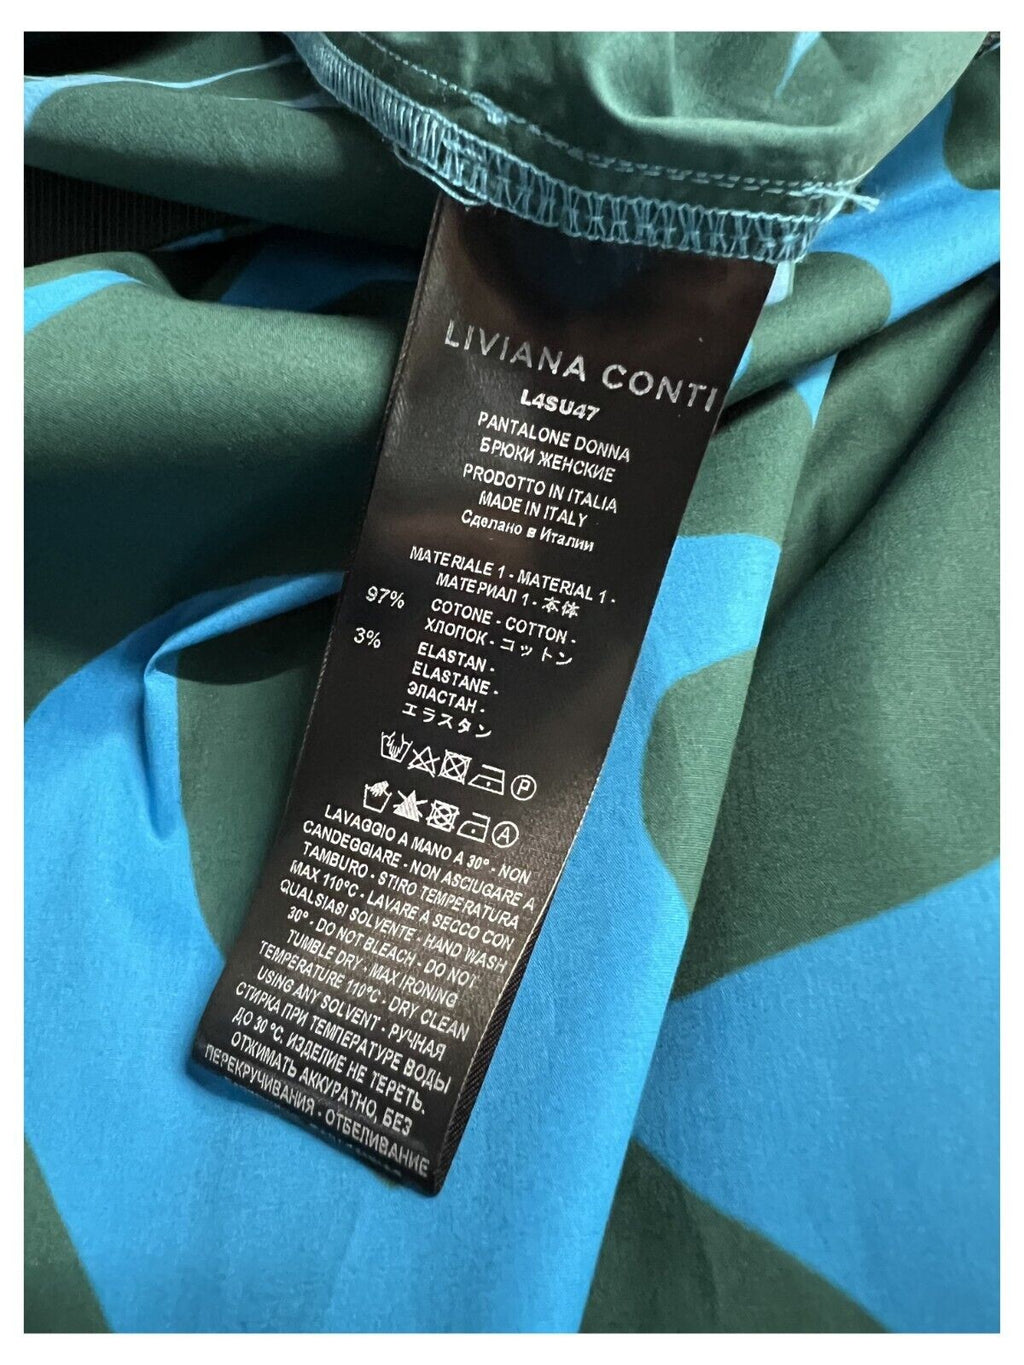 LIVIANA CONTI
L4SU47
PANTALONE DONNA
БРЮКИ ЖЕНСКИЕ
PRODOTTO IN ITALIA
MADE IN ITALY
Сделано в Италии
MATERIALE 1 - MATERIAL 1 -
МАТЕРИАЛ 1 - 本体
97% COTONE - COTTON -
ХЛОПОК - コットン
3% ELASTAN -
ELASTANE -
ЭЛАСТАН -
エラスタン
P
A
LAVAGGIO A MANO A 30° - NON
CANDEGGIARE - NON ASCIUGARE A
TAMBURO - STIRO TEMPERATURA
MAX 110°C - LAVARE A SECCO CON
QUALSIASI SOLVENTE - HAND WASH
30° - DO NOT BLEACH - DO NOT
TUMBLE DRY - MAX IRONING
TEMPERATURE 110°C - DRY CLEAN
USING ANY SOLVENT - РУЧНАЯ
СТИРКА ПРИ ТЕМПЕРАТУРЕ ВОДЫ
ДО 30 °C. ИЗДЕЛИЕ НЕ ТЕРЕТЬ.
ОТЖИМАТЬ АККУРАТНО, БЕЗ
ПЕРЕКРУЧИВАНИЯ - ОТБЕЛИВАНИЕ